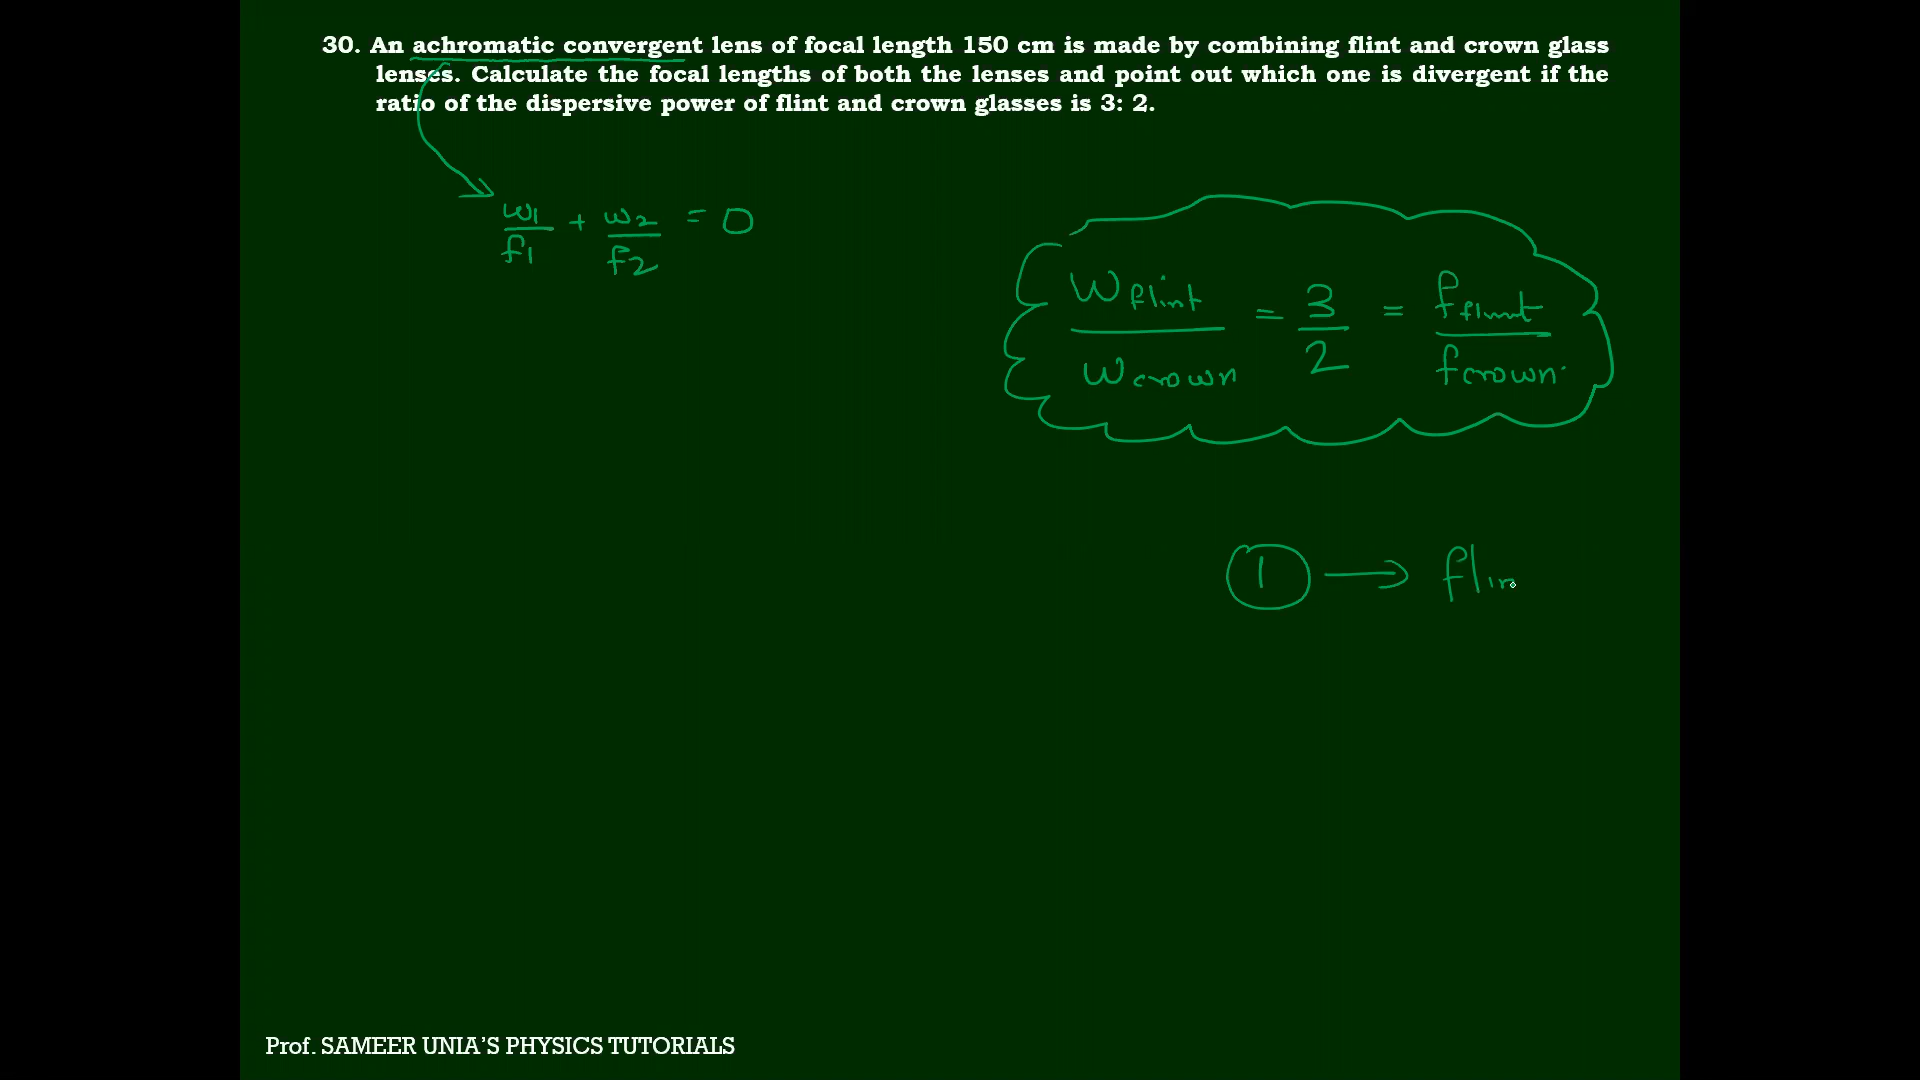 30. An achromatic convergent lens of focal length 150 cm is made by combining flint and crown glass
lenses. Calculate the focal lengths of both the lenses and point out which one is divergent if the
ratio of the dispersive power of flint and crown glasses is 3: 2.
ω1/f1 + ω2/f2 = 0
ωflint/ωcrown = 3/2 = fflint/fcrown.
1 → flin
Prof. SAMEER UNIA'S PHYSICS TUTORIALS